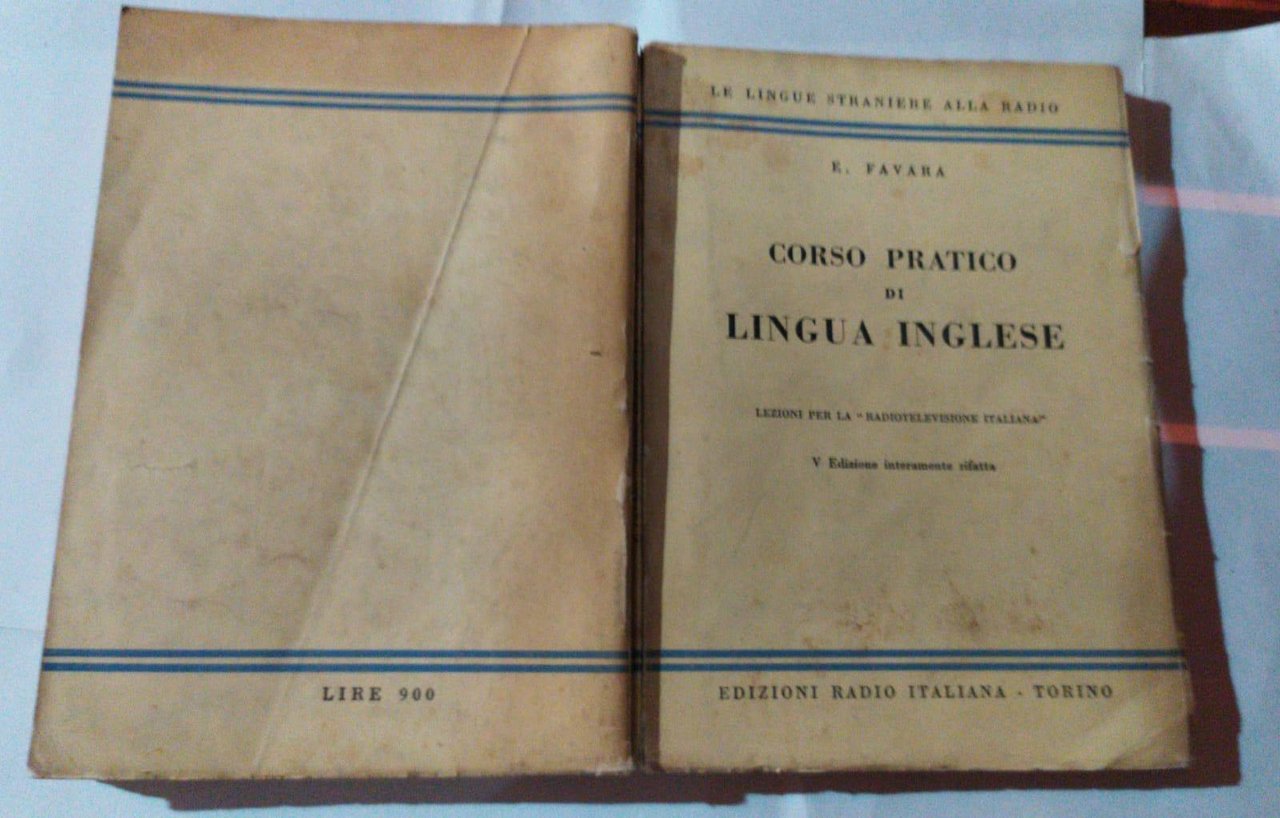 LIRE 900
LE LINGUE STRANIERE ALLA RADIO
E. FAVARA
CORSO PRATICO
DI
LINGUA INGLESE
LEZIONI PER LA "RADIOTELEVISIONE ITALIANA"
V Edizione interamente rifatta
EDIZIONI RADIO ITALIANA - TORINO